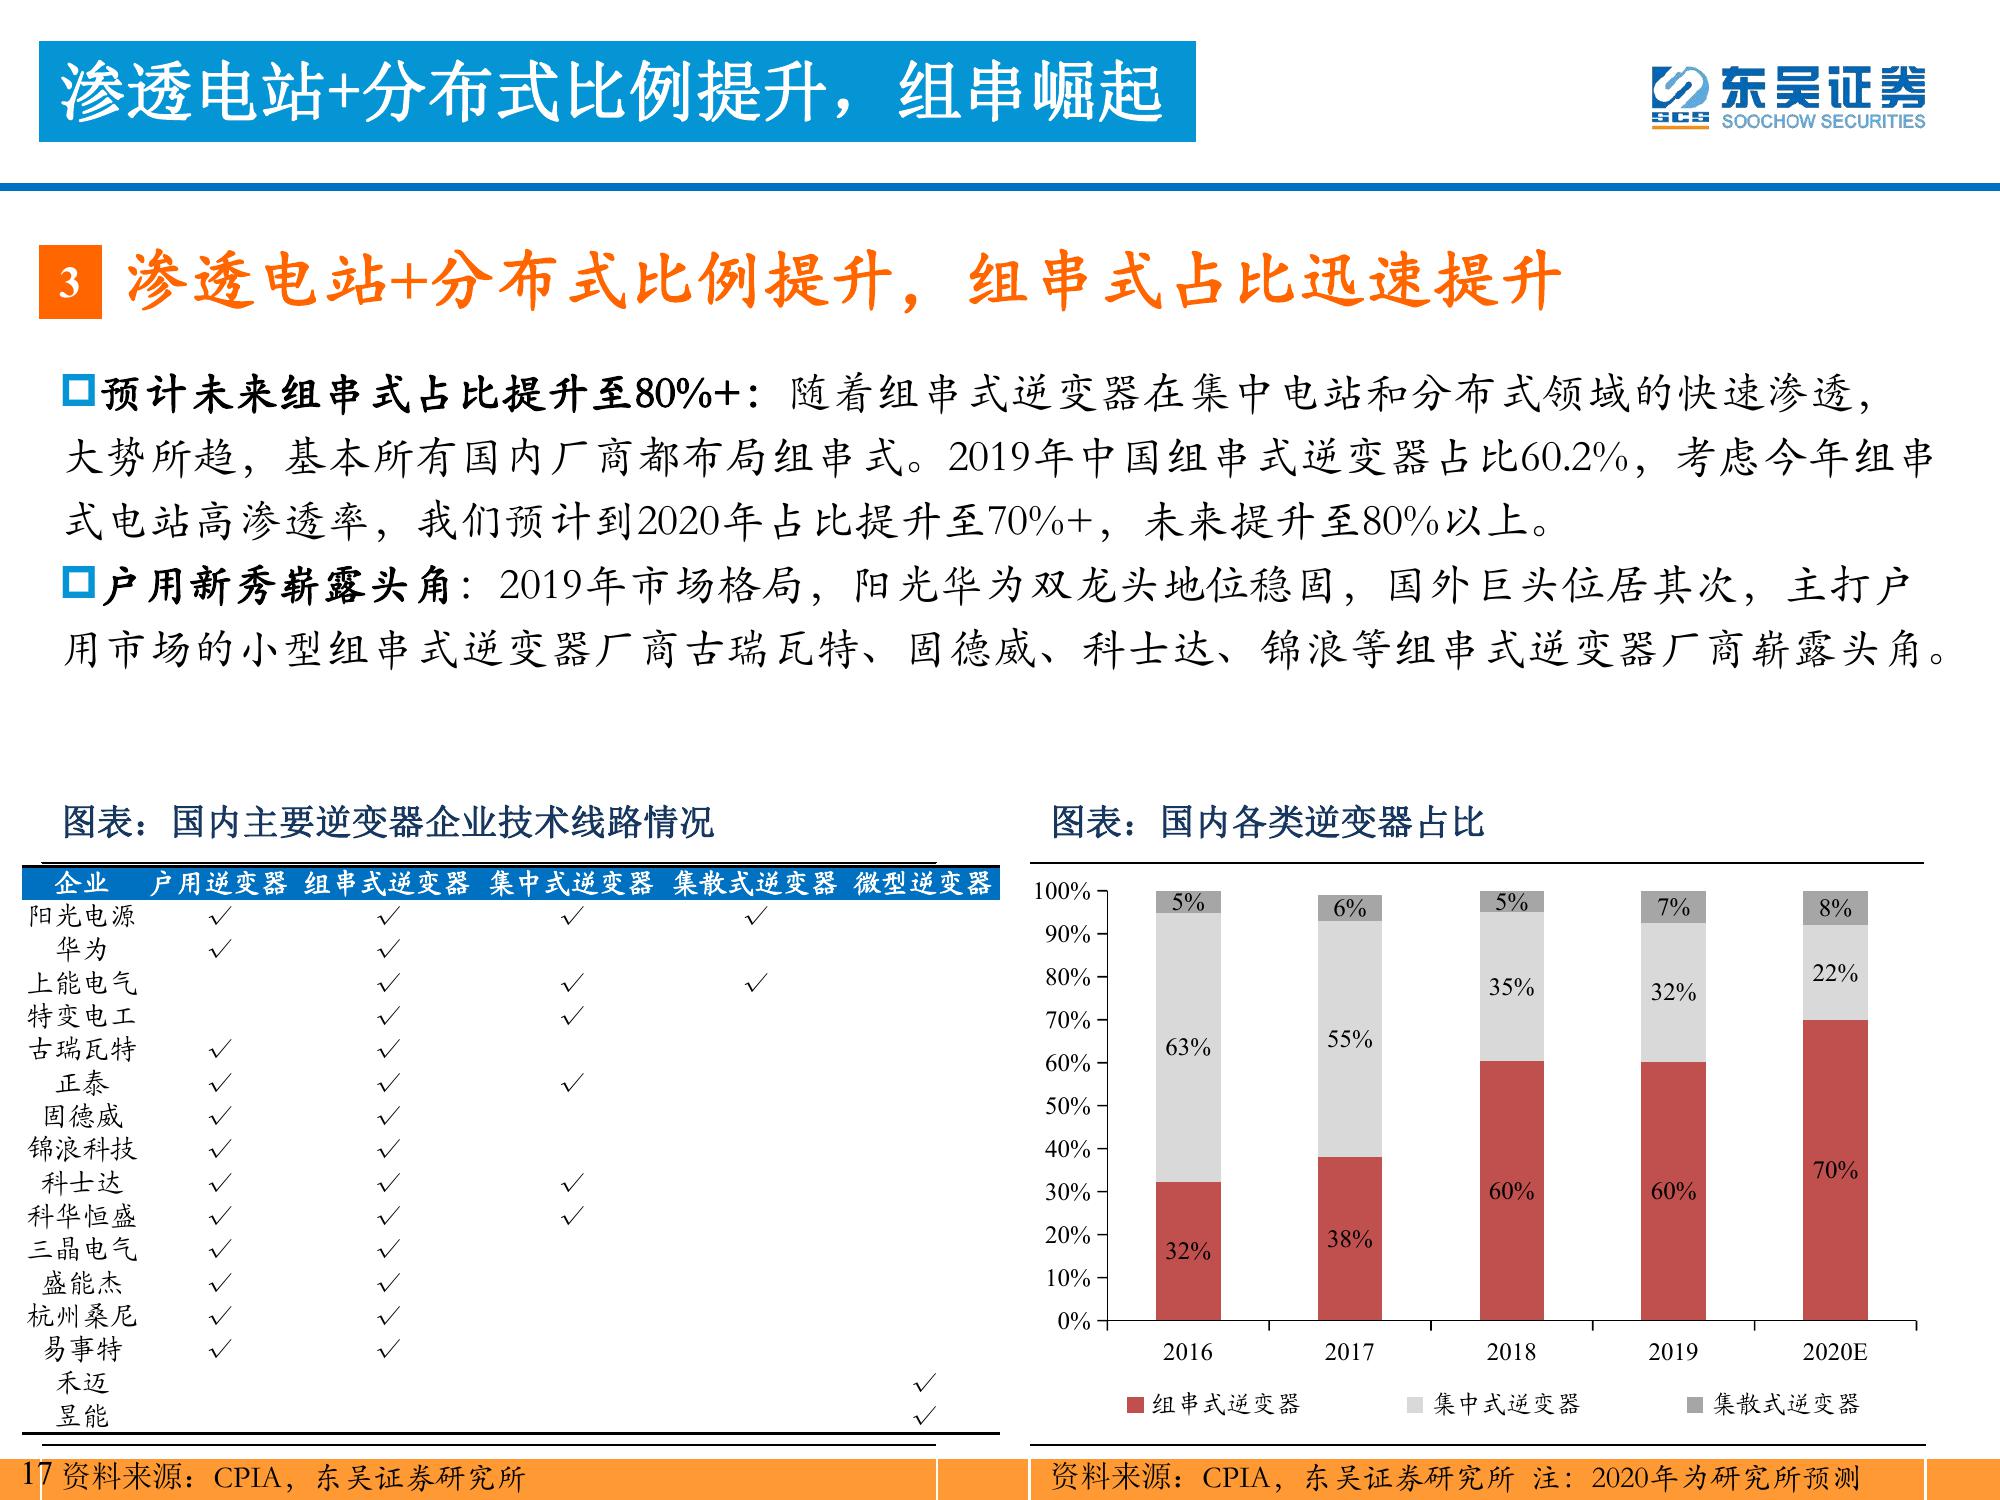 渗透电站+分布式比例提升，组串崛起
东吴证券
SCS SOOCHOW SECURITIES
3 渗透电站+分布式比例提升，组串式占比迅速提升
预计未来组串式占比提升至80%+：随着组串式逆变器在集中电站和分布式领域的快速渗透，
大势所趋，基本所有国内厂商都布局组串式。2019年中国组串式逆变器占比60.2%，考虑今年组串
式电站高渗透率，我们预计到2020年占比提升至70%+，未来提升至80%以上。
户用新秀崭露头角：2019年市场格局，阳光华为双龙头地位稳固，国外巨头位居其次，主打户
用市场的小型组串式逆变器厂商古瑞瓦特、固德威、科士达、锦浪等组串式逆变器厂商崭露头角。
图表：国内主要逆变器企业技术线路情况
企业 户用逆变器 组串式逆变器 集中式逆变器 集散式逆变器 微型逆变器
阳光电源 √ √ √ √
华为 √ √
上能电气 √ √ √
特变电工 √ √
古瑞瓦特 √ √
正泰 √ √ √
固德威 √ √
锦浪科技 √ √
科士达 √ √ √
科华恒盛 √ √ √
三晶电气 √ √
盛能杰 √ √
杭州桑尼 √ √
易事特 √ √
禾迈 √
昱能 √
图表：国内各类逆变器占比
100%
90%
80%
70%
60%
50%
40%
30%
20%
10%
0%
5% 6% 5% 7% 8%
63% 55% 35% 32% 22%
32% 38% 60% 60% 70%
2016 2017 2018 2019 2020E
组串式逆变器 集中式逆变器 集散式逆变器
17 资料来源：CPIA，东吴证券研究所
资料来源：CPIA，东吴证券研究所 注：2020年为研究所预测